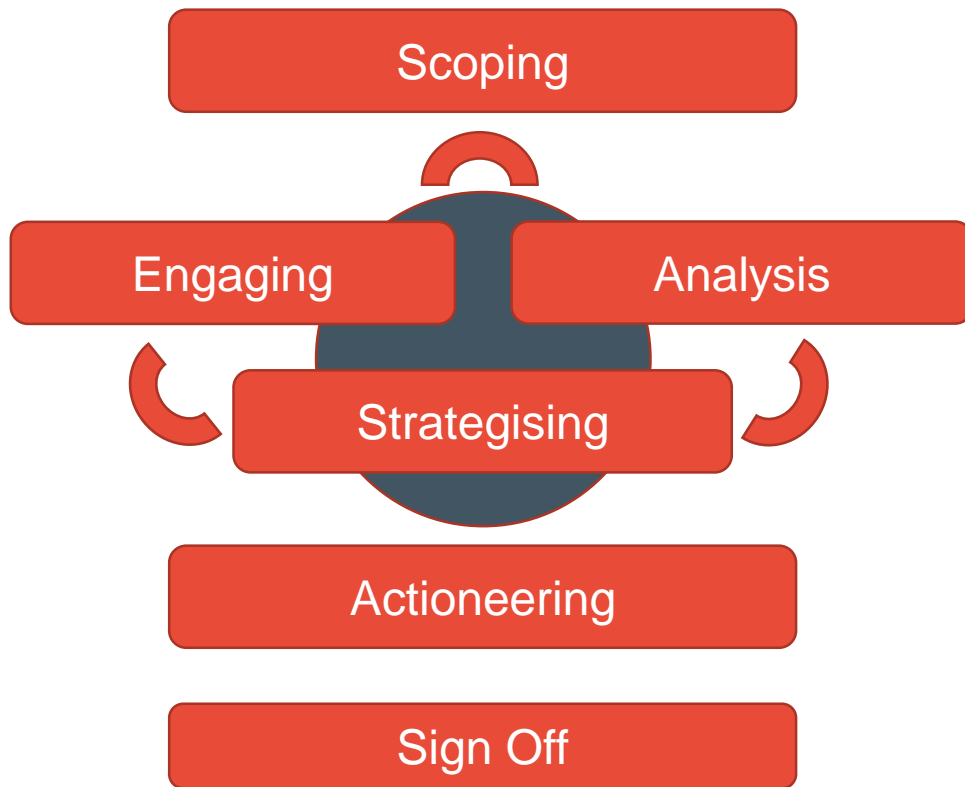 Scoping
Engaging
Analysis
Strategising
Actioneering
Sign Off